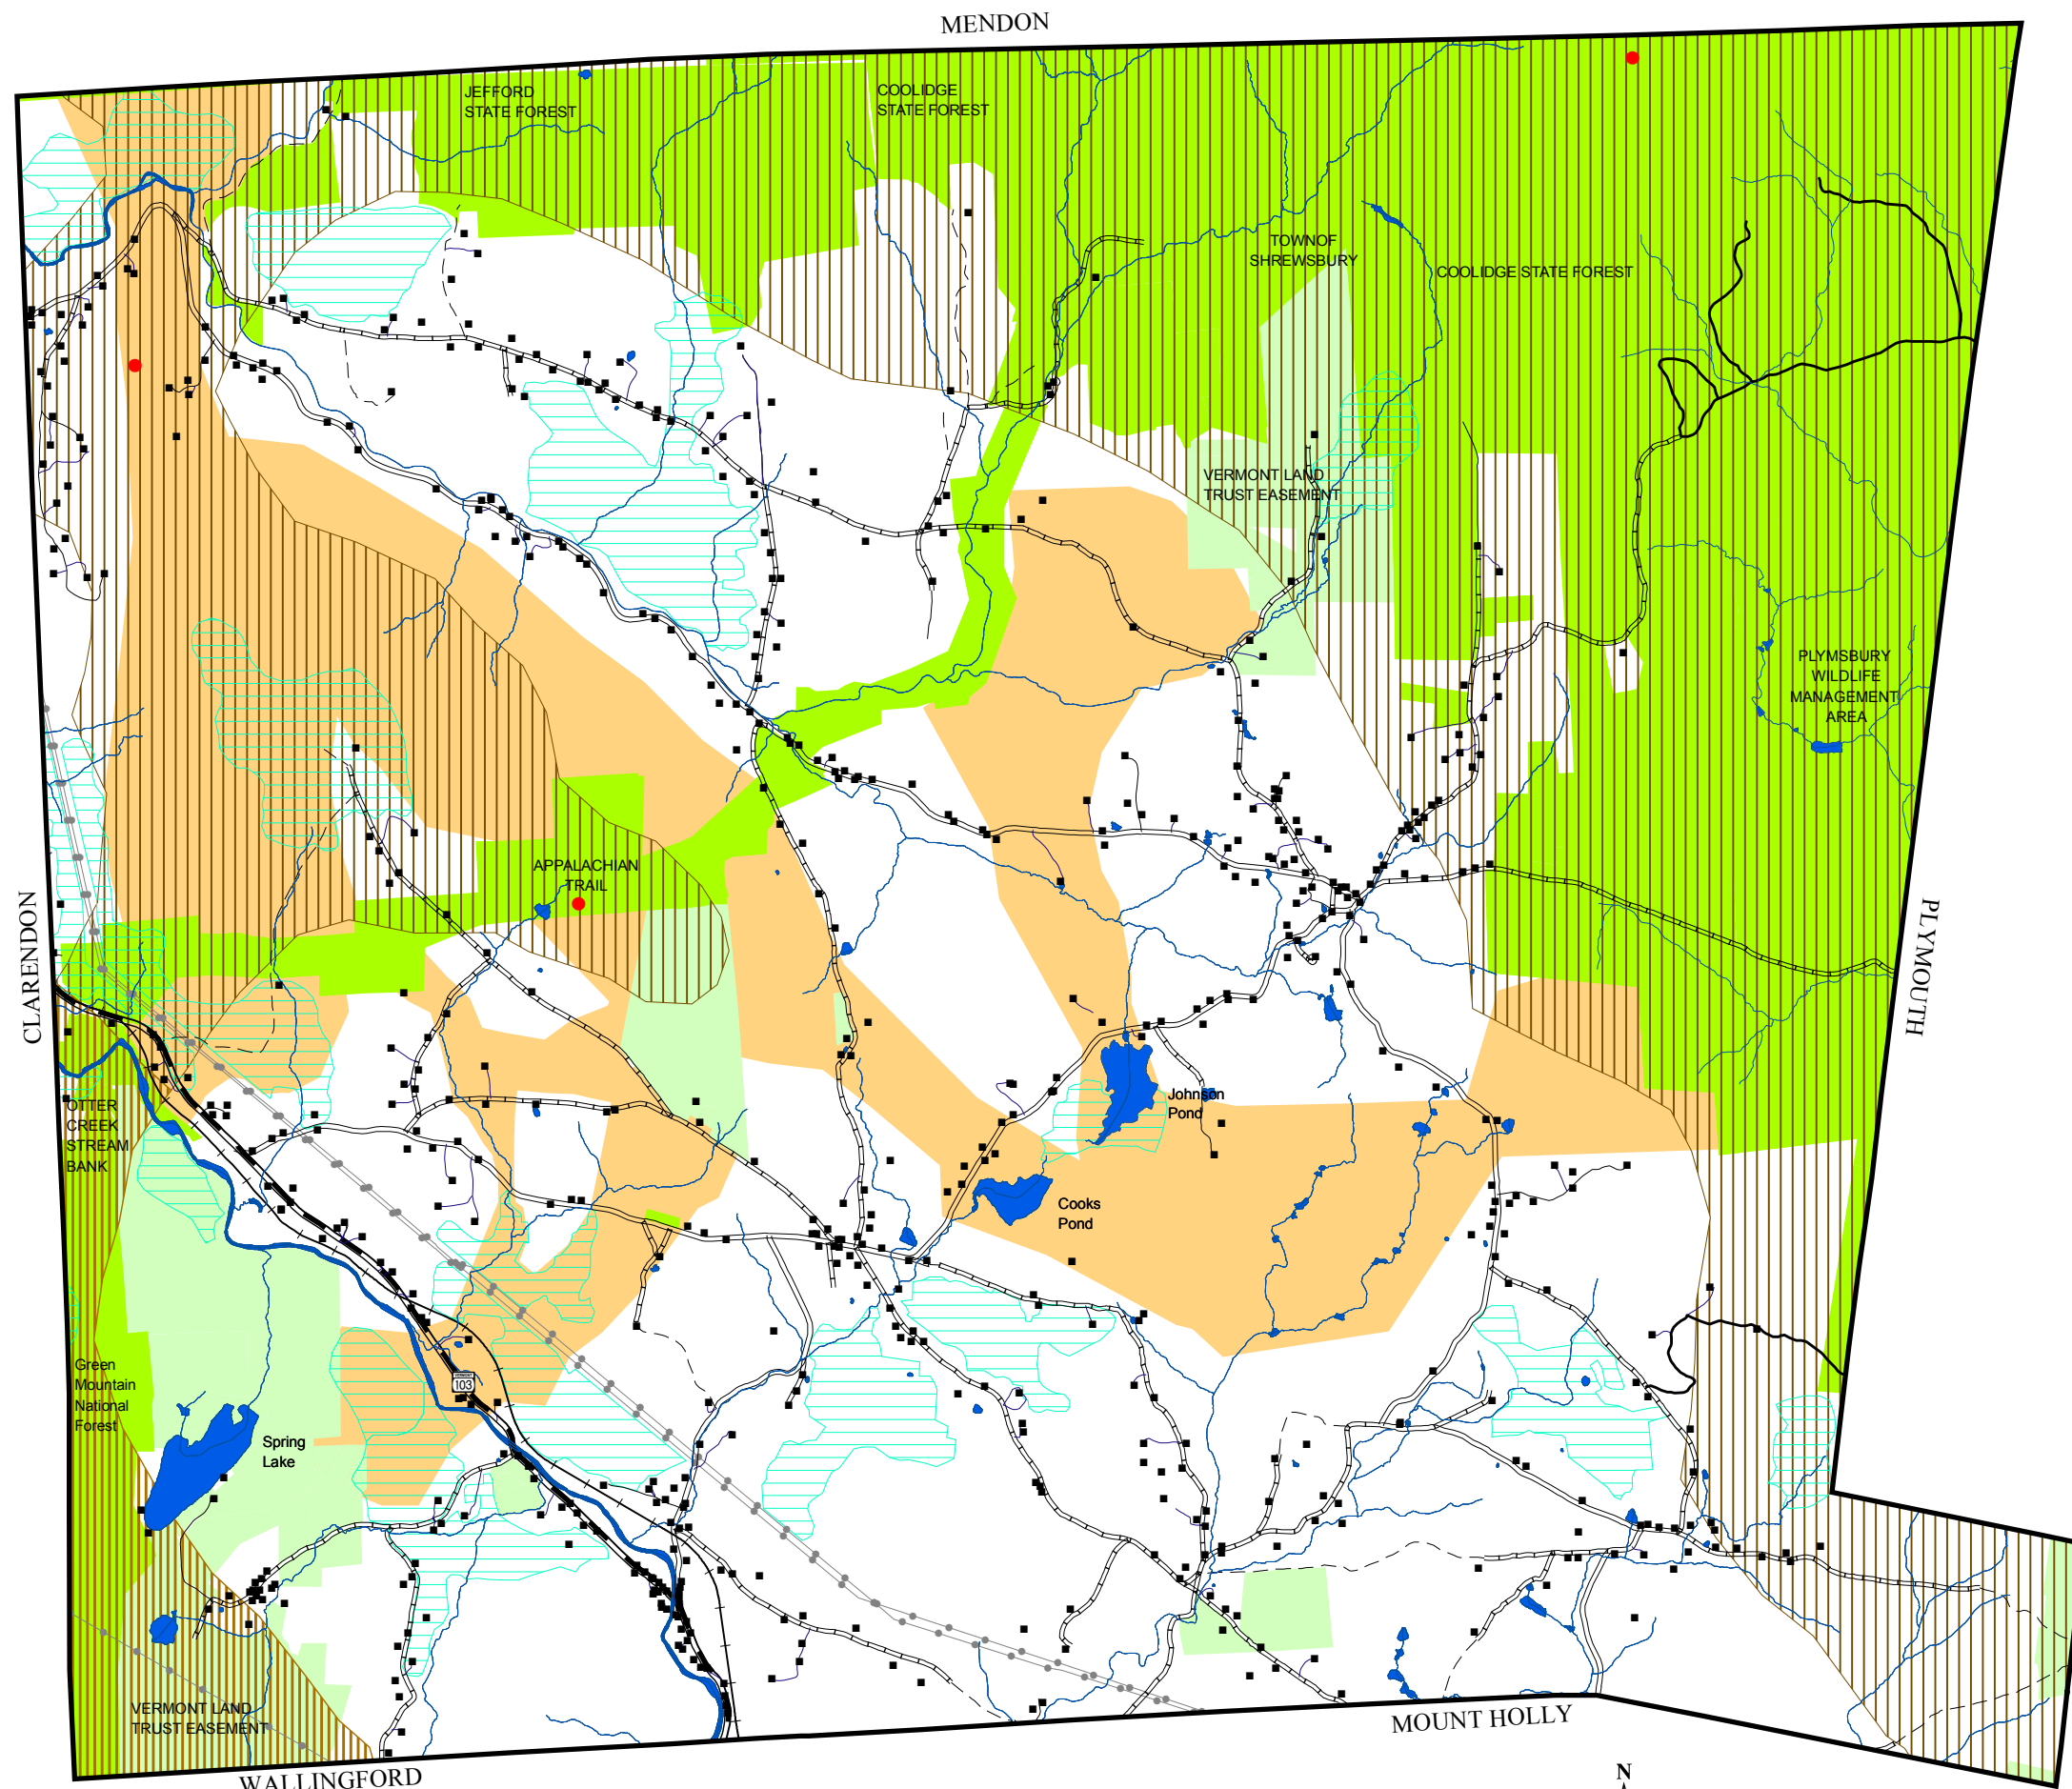 MENDON
JEFFORD
STATE FOREST
COOLIDGE
STATE FOREST
TOWNOF
SHREWSBURY
COOLIDGE STATE FOREST
VERMONT LAND
TRUST EASEMENT
PLYMSBURY
WILDLIFE
MANAGEMENT
AREA
APPALACHIAN
TRAIL
CLARENDON
PLYMOUTH
OTTER
CREEK
STREAM
BANK
Johnson
Pond
Cooks
Pond
Green
Mountain
National
Forest
VERMONT
103
Spring
Lake
VERMONT LAND
TRUST EASEMENT
MOUNT HOLLY
WALLINGFORD
N